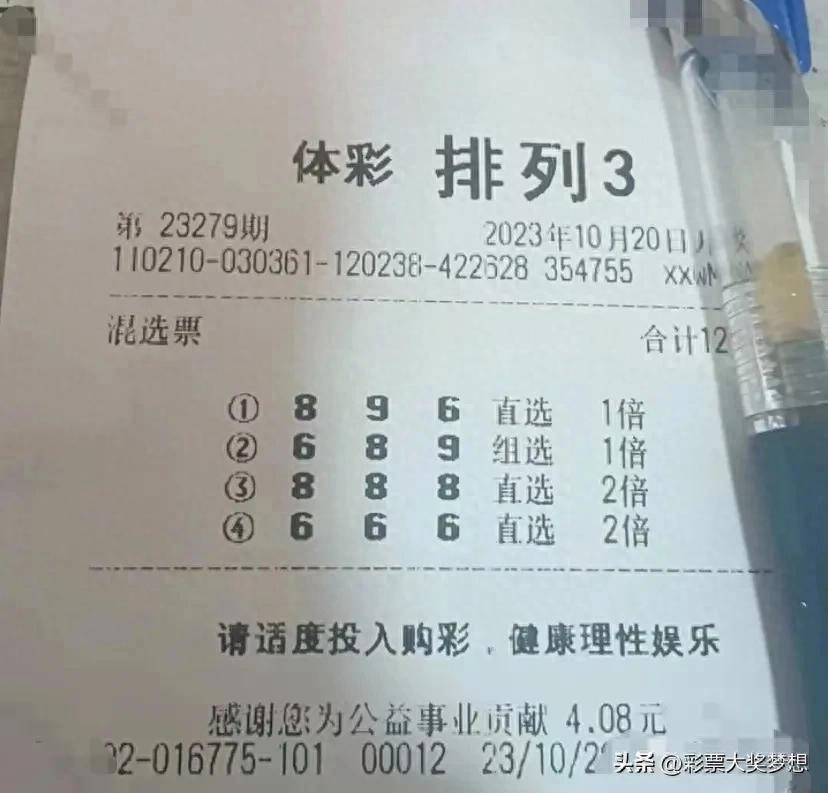 体彩 排列3
第 23279期 2023年10月20日
110210-030361-120238-422628 354755 XXWM
混选票 合计12
① 8 9 6 直选 1倍
② 6 8 9 组选 1倍
③ 8 8 8 直选 2倍
④ 6 6 6 直选 2倍
请适度投入购彩，健康理性娱乐
感谢您为公益事业贡献 4.08元
02-016775-101 00012 23/10/2
头条 @彩票大奖梦想